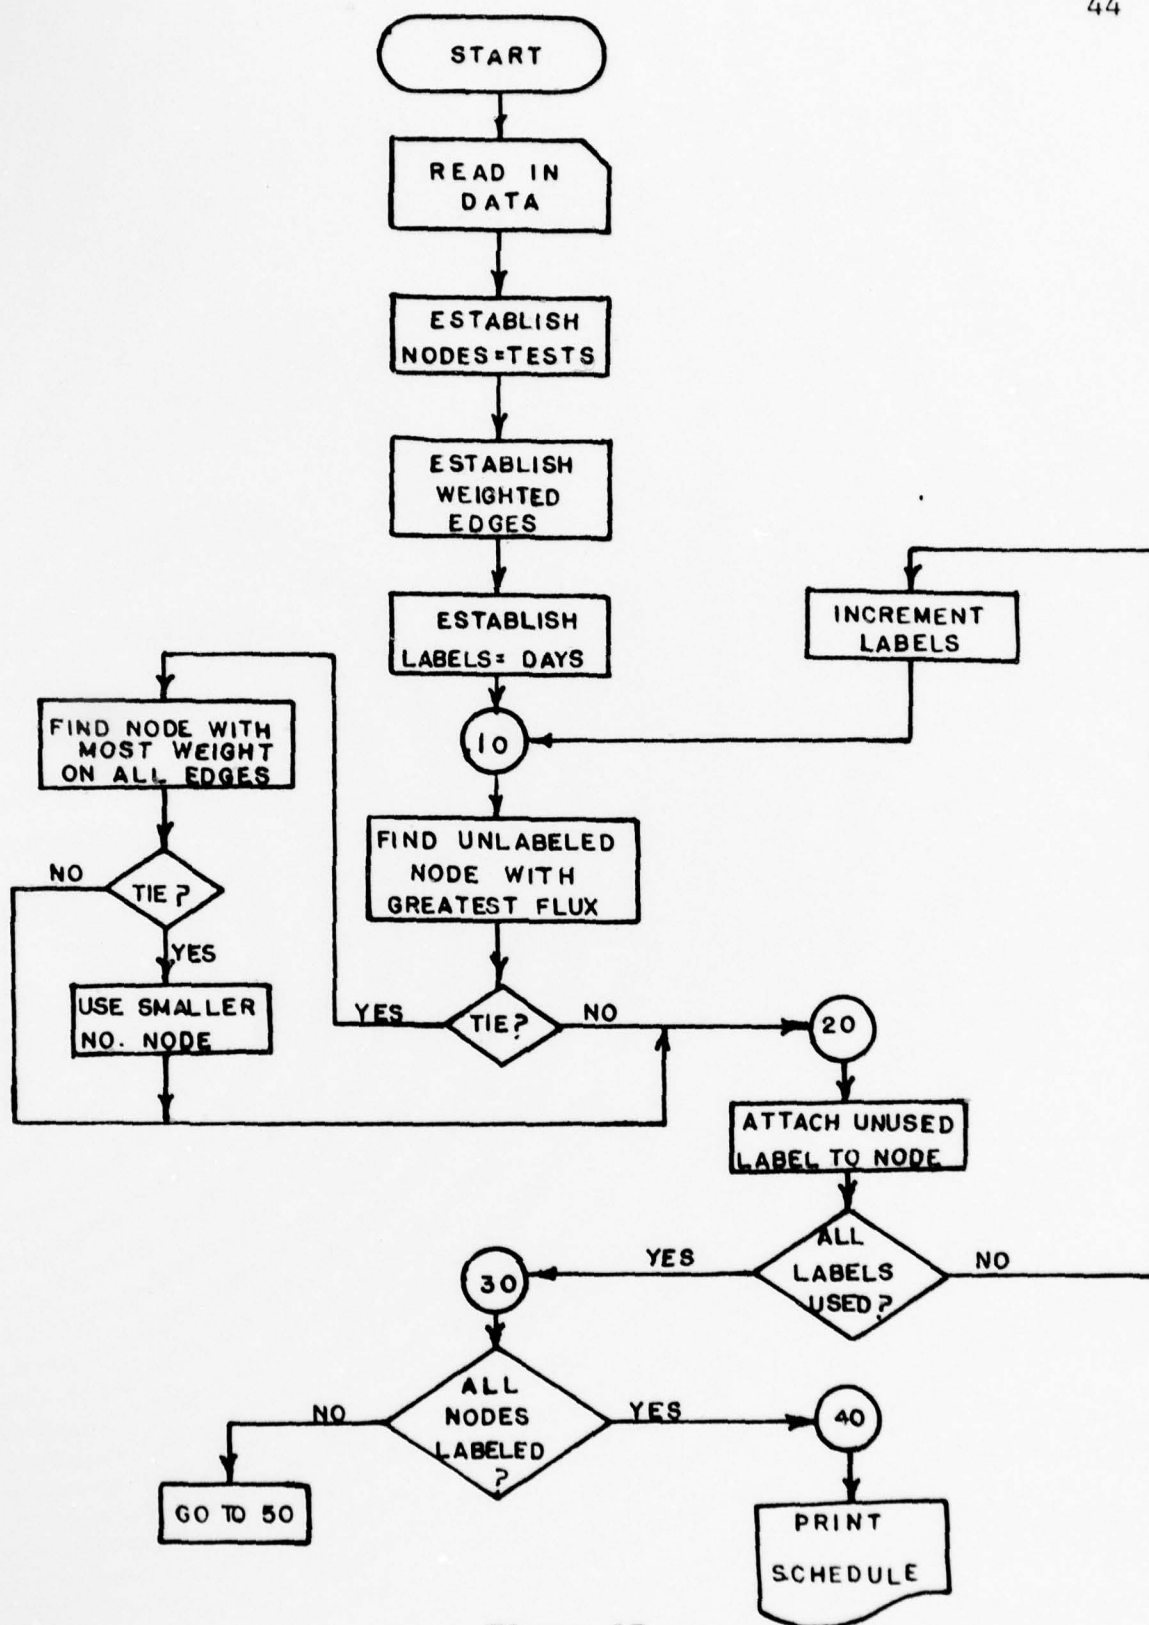 44
START
READ IN
DATA
ESTABLISH
NODES=TESTS
ESTABLISH
WEIGHTED
EDGES
ESTABLISH
LABELS= DAYS
INCREMENT
LABELS
10
FIND NODE WITH
MOST WEIGHT
ON ALL EDGES
FIND UNLABELED
NODE WITH
GREATEST FLUX
NO
TIE?
YES
USE SMALLER
NO. NODE
YES
TIE?
NO
20
ATTACH UNUSED
LABEL TO NODE
ALL
LABELS
USED?
YES
NO
30
ALL
NODES
LABELED
?
NO
YES
40
GO TO 50
PRINT
SCHEDULE